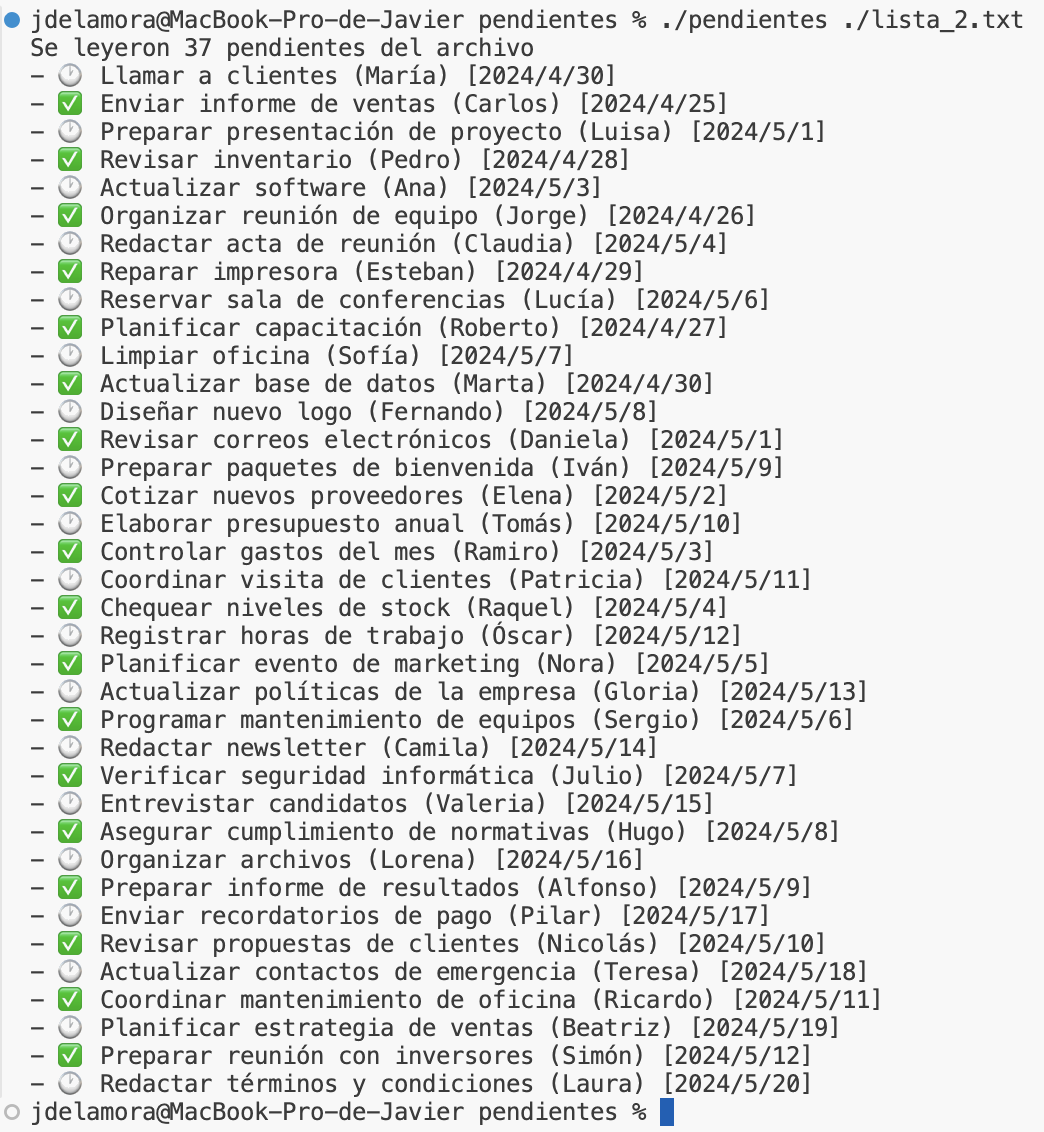 jdelamora@MacBook-Pro-de-Javier pendientes % ./pendientes ./lista_2.txt
Se leyeron 37 pendientes del archivo
- 🕐 Llamar a clientes (María) [2024/4/30]
- ✅ Enviar informe de ventas (Carlos) [2024/4/25]
- 🕐 Preparar presentación de proyecto (Luisa) [2024/5/1]
- ✅ Revisar inventario (Pedro) [2024/4/28]
- 🕐 Actualizar software (Ana) [2024/5/3]
- ✅ Organizar reunión de equipo (Jorge) [2024/4/26]
- 🕐 Redactar acta de reunión (Claudia) [2024/5/4]
- ✅ Reparar impresora (Esteban) [2024/4/29]
- 🕐 Reservar sala de conferencias (Lucía) [2024/5/6]
- ✅ Planificar capacitación (Roberto) [2024/4/27]
- 🕐 Limpiar oficina (Sofía) [2024/5/7]
- ✅ Actualizar base de datos (Marta) [2024/4/30]
- 🕐 Diseñar nuevo logo (Fernando) [2024/5/8]
- ✅ Revisar correos electrónicos (Daniela) [2024/5/1]
- 🕐 Preparar paquetes de bienvenida (Iván) [2024/5/9]
- ✅ Cotizar nuevos proveedores (Elena) [2024/5/2]
- 🕐 Elaborar presupuesto anual (Tomás) [2024/5/10]
- ✅ Controlar gastos del mes (Ramiro) [2024/5/3]
- 🕐 Coordinar visita de clientes (Patricia) [2024/5/11]
- ✅ Chequear niveles de stock (Raquel) [2024/5/4]
- 🕐 Registrar horas de trabajo (Óscar) [2024/5/12]
- ✅ Planificar evento de marketing (Nora) [2024/5/5]
- 🕐 Actualizar políticas de la empresa (Gloria) [2024/5/13]
- ✅ Programar mantenimiento de equipos (Sergio) [2024/5/6]
- 🕐 Redactar newsletter (Camila) [2024/5/14]
- ✅ Verificar seguridad informática (Julio) [2024/5/7]
- 🕐 Entrevistar candidatos (Valeria) [2024/5/15]
- ✅ Asegurar cumplimiento de normativas (Hugo) [2024/5/8]
- 🕐 Organizar archivos (Lorena) [2024/5/16]
- ✅ Preparar informe de resultados (Alfonso) [2024/5/9]
- 🕐 Enviar recordatorios de pago (Pilar) [2024/5/17]
- ✅ Revisar propuestas de clientes (Nicolás) [2024/5/10]
- 🕐 Actualizar contactos de emergencia (Teresa) [2024/5/18]
- ✅ Coordinar mantenimiento de oficina (Ricardo) [2024/5/11]
- 🕐 Planificar estrategia de ventas (Beatriz) [2024/5/19]
- ✅ Preparar reunión con inversores (Simón) [2024/5/12]
- 🕐 Redactar términos y condiciones (Laura) [2024/5/20]
jdelamora@MacBook-Pro-de-Javier pendientes %